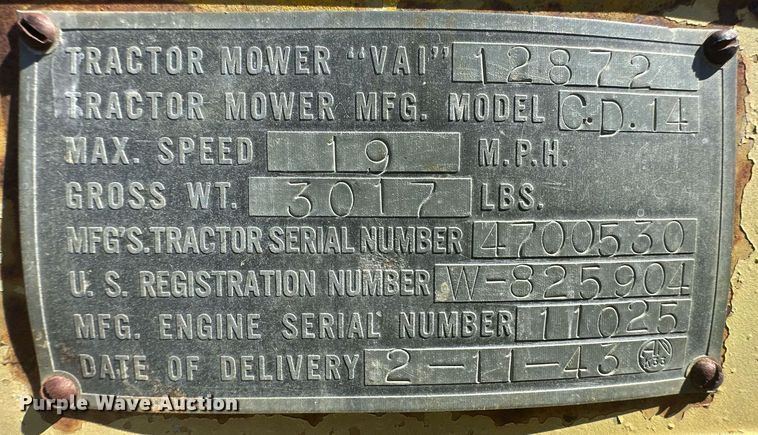 TRACTOR MOWER "VAI" 12872
TRACTOR MOWER MFG. MODEL C.D.14
MAX. SPEED 19 M.P.H.
GROSS WT. 3017 LBS.
MFG'S. TRACTOR SERIAL NUMBER 4700530
U. S. REGISTRATION NUMBER W-825904
MFG. ENGINE SERIAL NUMBER 11025
DATE OF DELIVERY 2-11-43
Purple Wave Auction